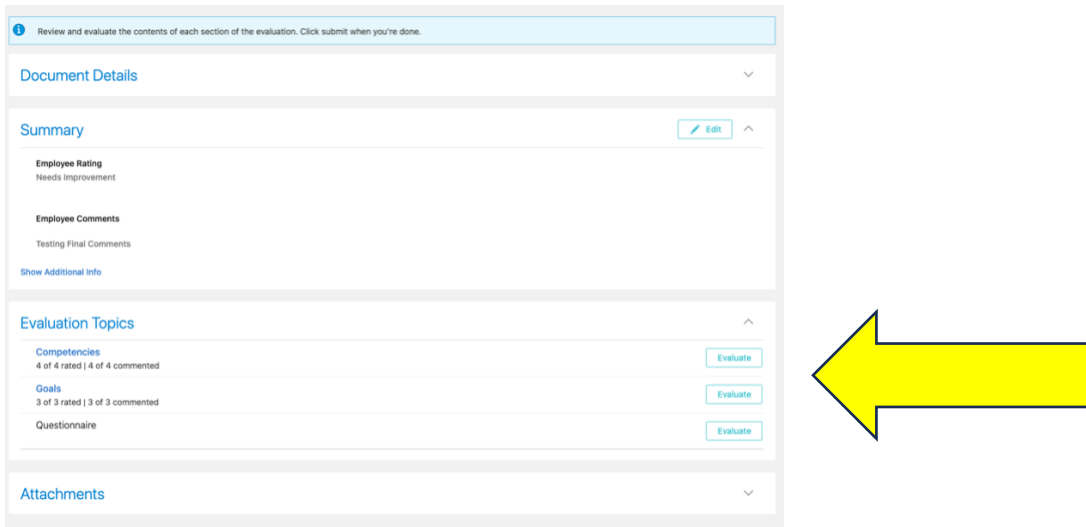 Review and evaluate the contents of each section of the evaluation. Click submit when you're done.
Document Details
Summary
Edit
Employee Rating
Needs Improvement
Employee Comments
Testing Final Comments
Show Additional Info
Evaluation Topics
Competencies
4 of 4 rated | 4 of 4 commented
Evaluate
Goals
3 of 3 rated | 3 of 3 commented
Evaluate
Questionnaire
Evaluate
Attachments